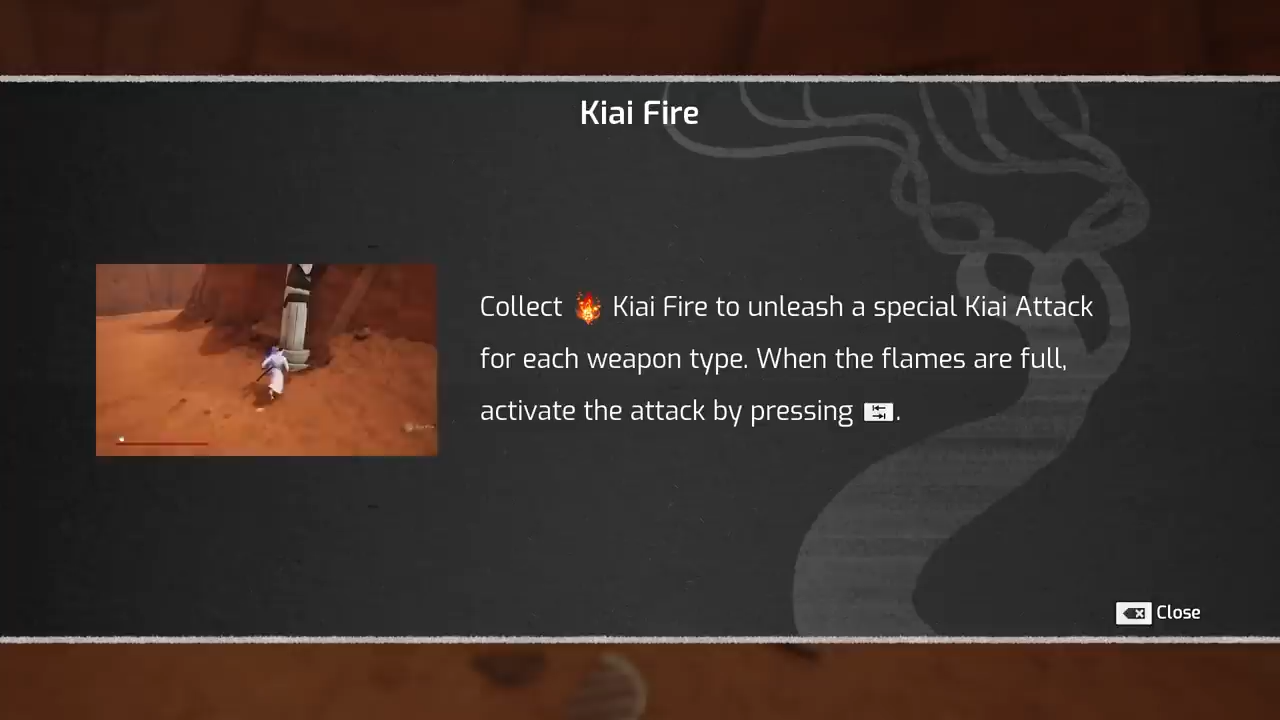 Kiai Fire
Collect Kiai Fire to unleash a special Kiai Attack
for each weapon type. When the flames are full,
activate the attack by pressing .
Close